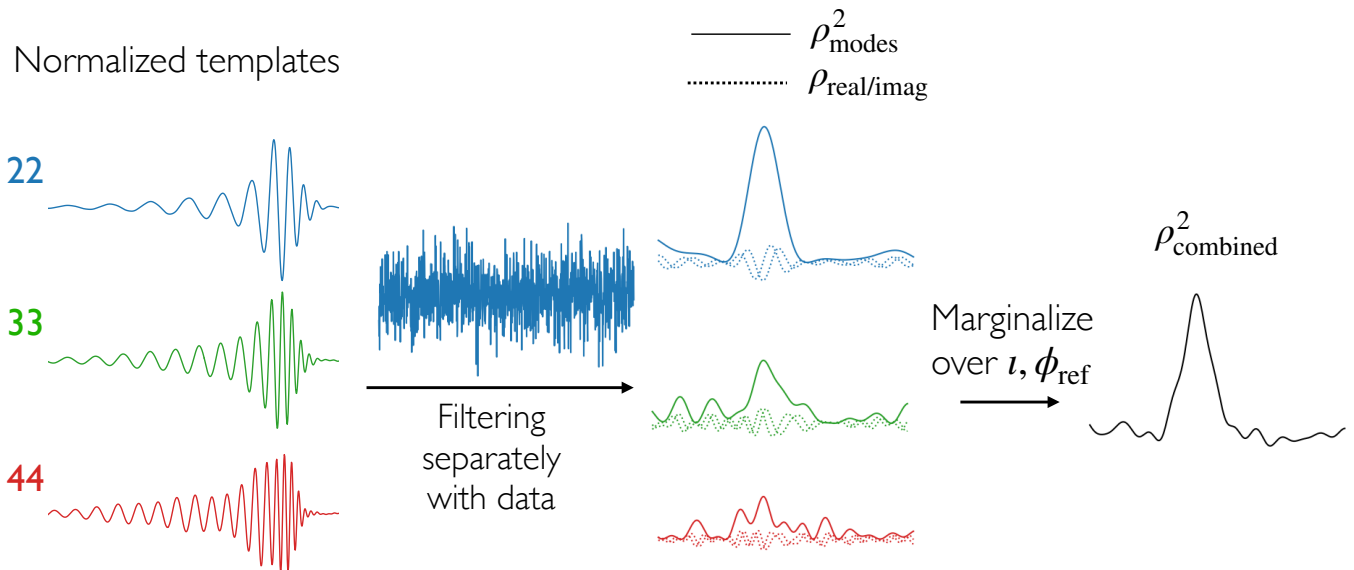 Normalized templates
22
33
44
Filtering
separately
with data
ρ²modes
ρreal/imag
Marginalize
over ι, ϕref
ρ²combined